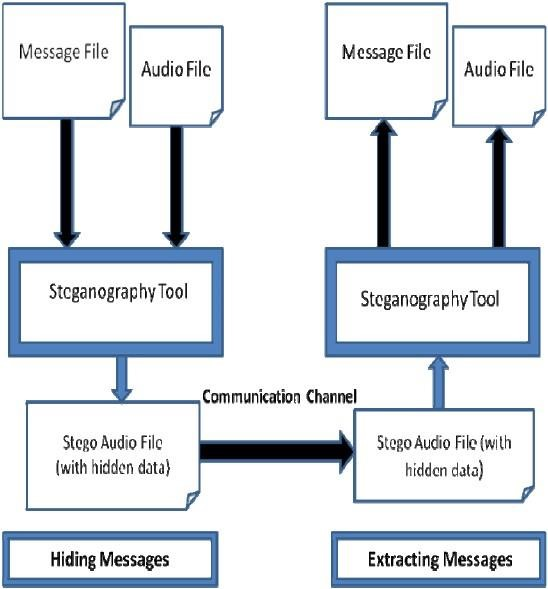 Message File
Audio File
Message File
Audio File
Steganography Tool
Steganography Tool
Communication Channel
Stego Audio File
(with hidden data)
Stego Audio File (with
hidden data)
Hiding Messages
Extracting Messages